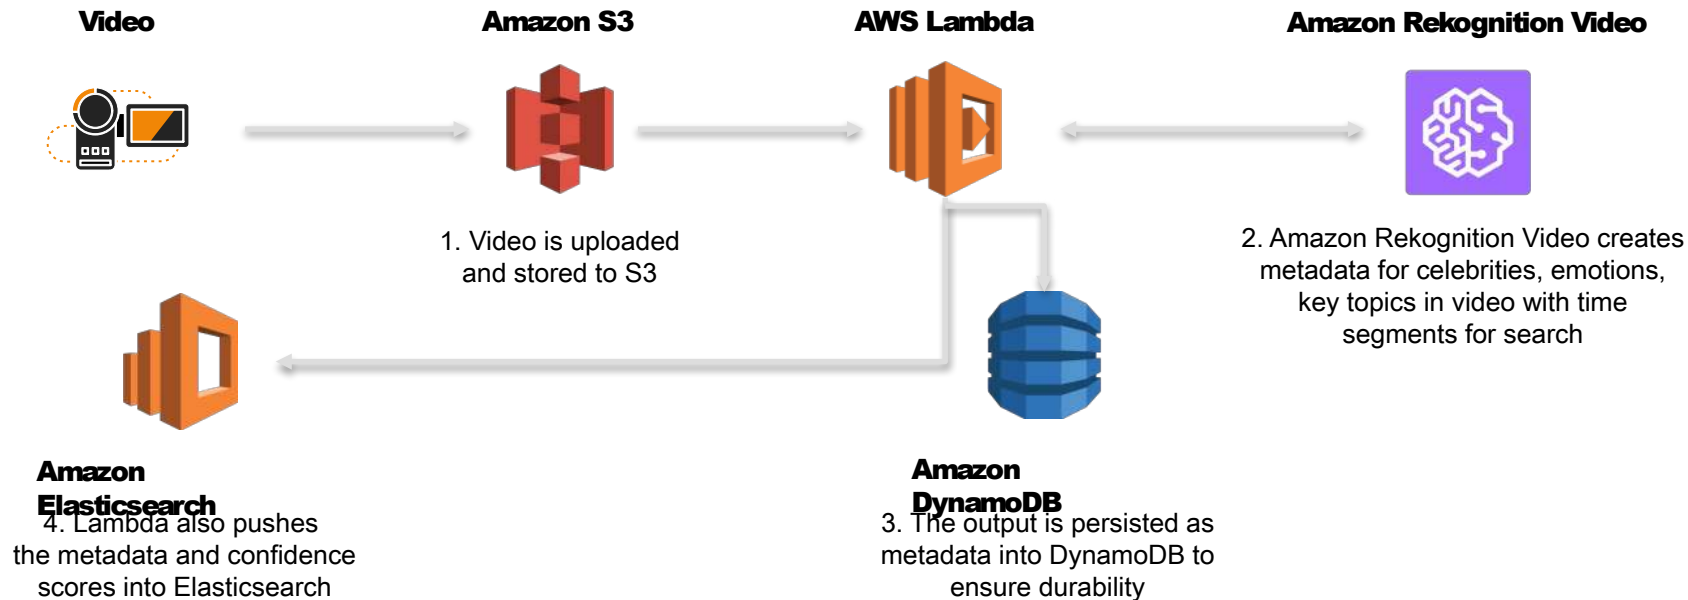 Video
Amazon S3
AWS Lambda
Amazon Rekognition Video
1. Video is uploaded
and stored to S3
2. Amazon Rekognition Video creates
metadata for celebrities, emotions,
key topics in video with time
segments for search
Amazon
Elasticsearch
4. Lambda also pushes
the metadata and confidence
scores into Elasticsearch
Amazon
DynamoDB
3. The output is persisted as
metadata into DynamoDB to
ensure durability